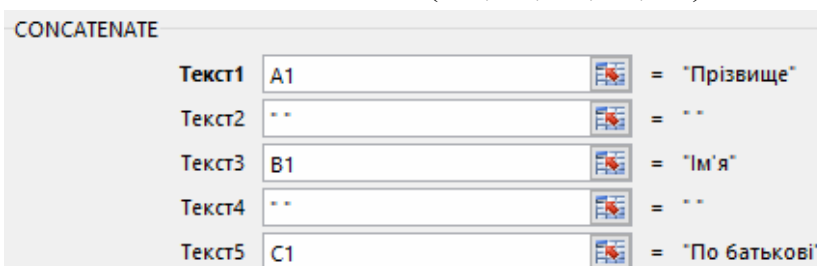 CONCATENATE
Текст1 A1 = "Прізвище"
Текст2 " " = " "
Текст3 B1 = "Ім'я"
Текст4 " " = " "
Текст5 C1 = "По батькові"